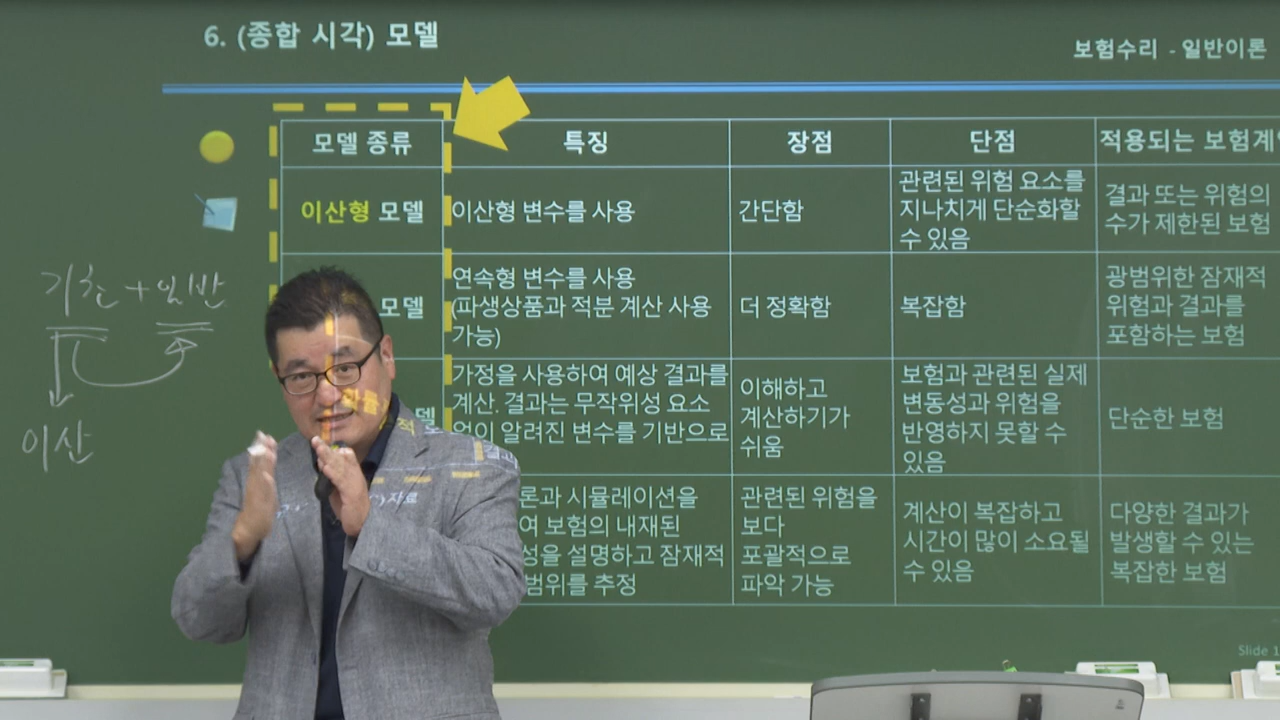 6. (종합 시각) 모델
보험수리 - 일반이론
모델 종류
특징
장점
단점
적용되는 보험계
이산형 모델
이산형 변수를 사용
간단함
관련된 위험 요소를
지나치게 단순화할
수 있음
결과 또는 위험의
수가 제한된 보험
모델
연속형 변수를 사용
(파생상품과 적분 계산 사용
가능)
더 정확함
복잡함
광범위한 잠재적
위험과 결과를
포함하는 보험
가정을 사용하여 예상 결과를
계산. 결과는 무작위성 요소
없이 알려진 변수를 기반으로
이해하고
계산하기가
쉬움
보험과 관련된 실제
변동성과 위험을
반영하지 못할 수
있음
단순한 보험
론과 시뮬레이션을
여 보험의 내재된
성을 설명하고 잠재적
범위를 추정
관련된 위험을
보다
포괄적으로
파악 가능
계산이 복잡하고
시간이 많이 소요될
수 있음
다양한 결과가
발생할 수 있는
복잡한 보험
기초 + 일반
이산
Slide 1